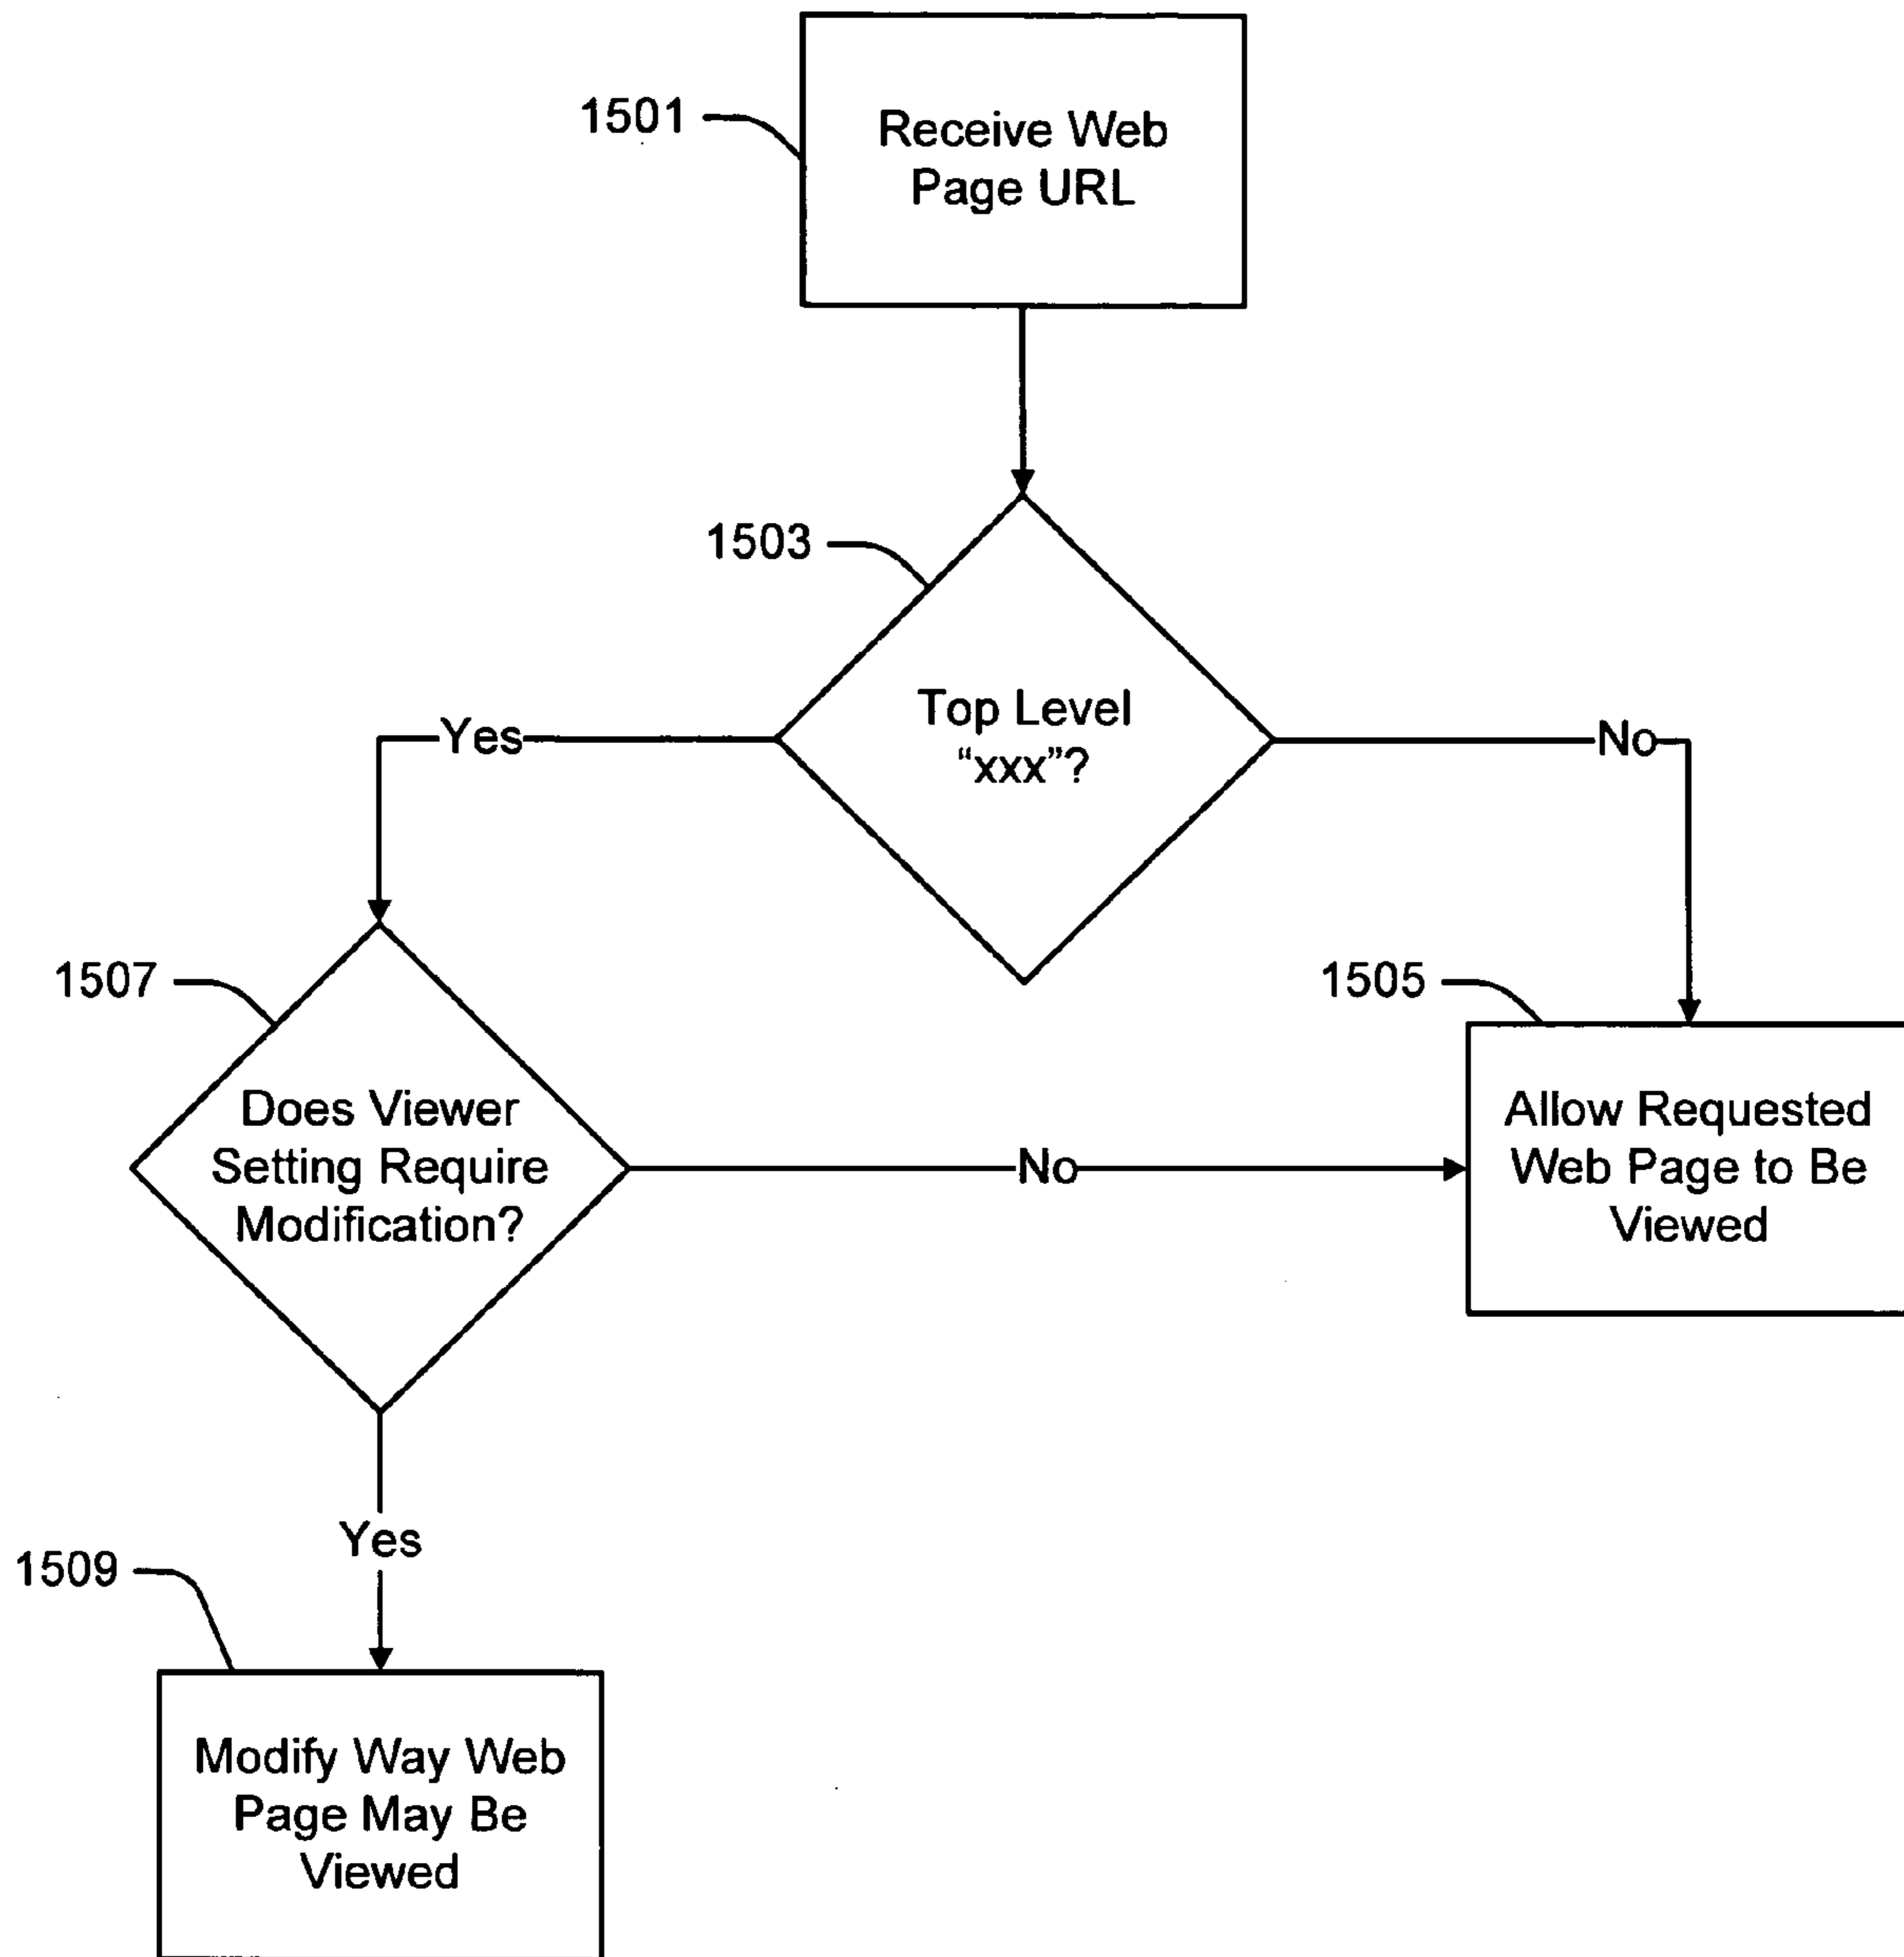 1501
Receive Web
Page URL
1503
Top Level
“xxx”?
Yes
No
1507
Does Viewer
Setting Require
Modification?
No
1505
Allow Requested
Web Page to Be
Viewed
Yes
1509
Modify Way Web
Page May Be
Viewed